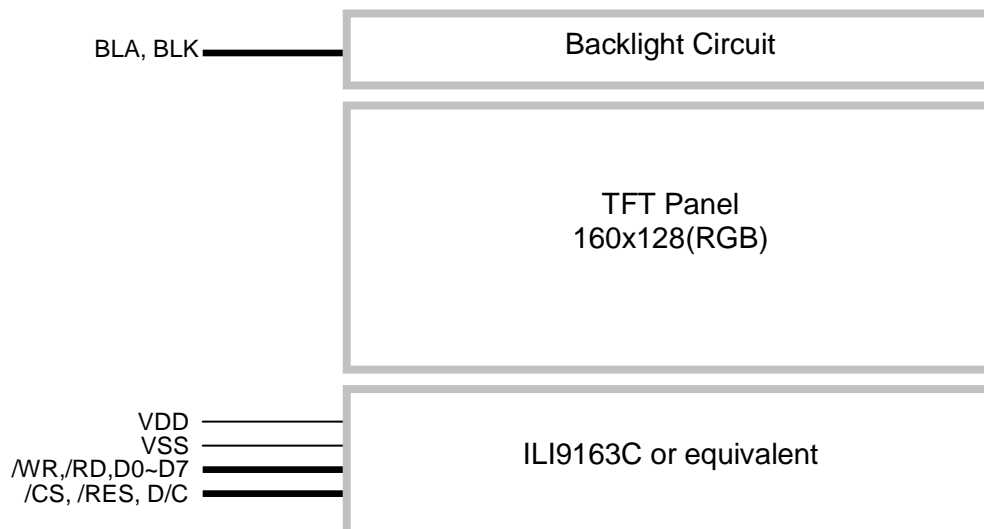 BLA, BLK
Backlight Circuit
TFT Panel
160x128(RGB)
VDD
VSS
/WR,/RD,D0~D7
/CS, /RES, D/C
ILI9163C or equivalent